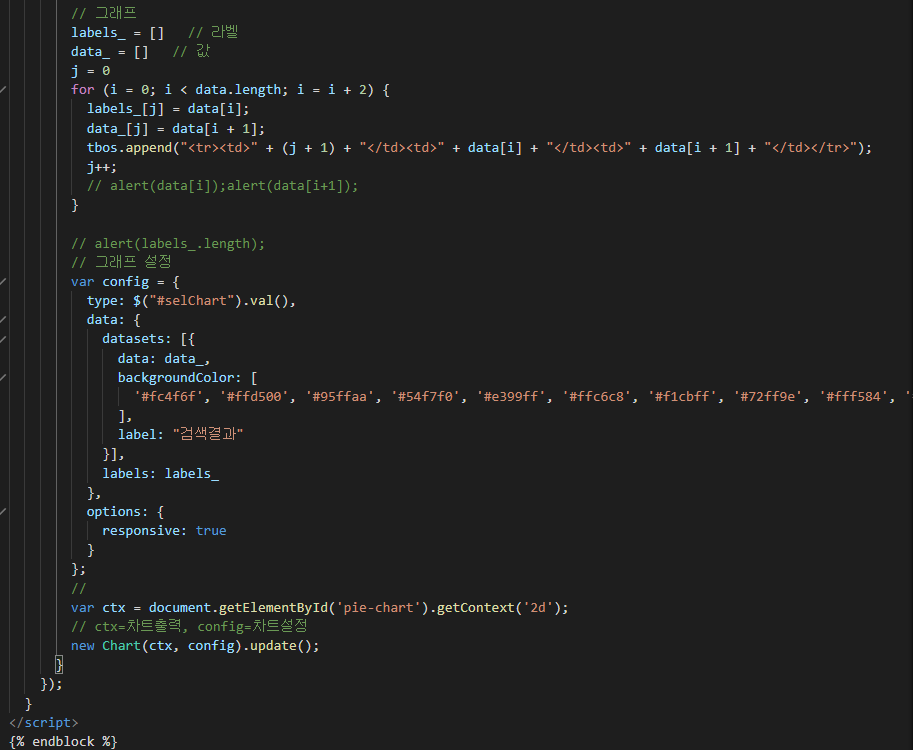 // 그래프
labels_ = []   // 라벨
data_ = []   // 값
j = 0
for (i = 0; i < data.length; i = i + 2) {
labels_[j] = data[i];
data_[j] = data[i + 1];
tbos.append("<tr><td>" + (j + 1) + "</td><td>" + data[i] + "</td><td>" + data[i + 1] + "</td></tr>");
j++;
// alert(data[i]);alert(data[i+1]);
}
// alert(labels_.length);
// 그래프 설정
var config = {
type: $("#selChart").val(),
data: {
datasets: [{
data: data_,
backgroundColor: [
'#fc4f6f', '#ffd500', '#95ffaa', '#54f7f0', '#e399ff', '#ffc6c8', '#f1cbff', '#72ff9e', '#fff584', '
],
label: "검색결과"
}],
labels: labels_
},
options: {
responsive: true
}
};
//
var ctx = document.getElementById('pie-chart').getContext('2d');
// ctx=차트출력, config=차트설정
new Chart(ctx, config).update();
}
});
}
</script>
{% endblock %}